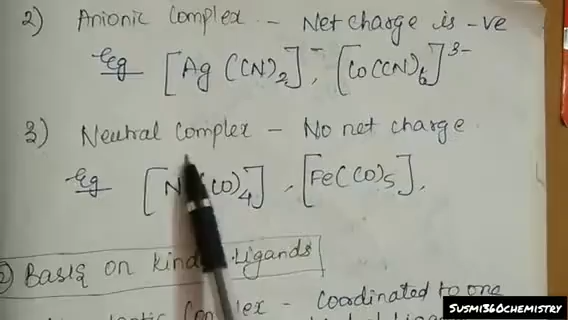 2) Anionic Complex - Net charge is -ve
Eg [Ag (CN)2]-, [Co(CN)6]3-
3) Neutral Complex - No net charge
Eg [N (CO)4], [Fe(CO)5],
Basis on kind Ligands
Complex - Coordinated to one
SUSMI360CHEMISTRY